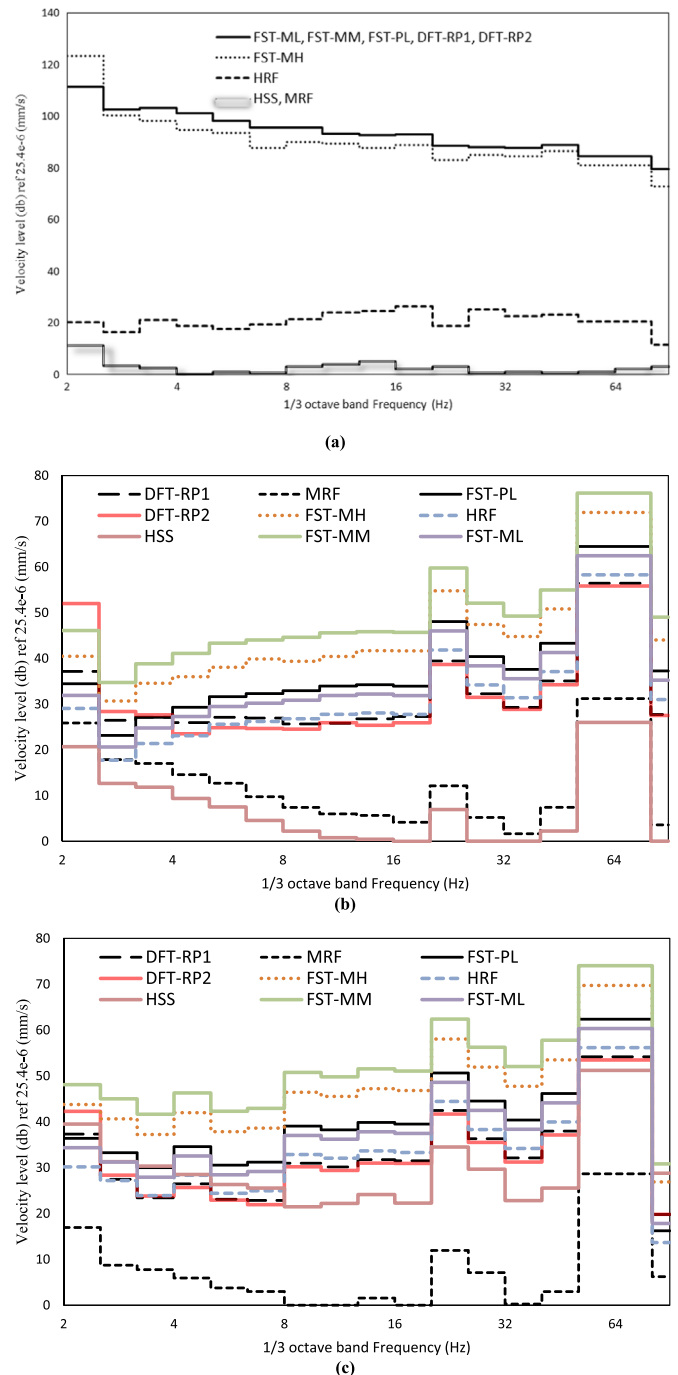 140
120
100
80
60
40
20
0
Velocity level (db) ref 25.4e-6 (mm/s)
FST-ML, FST-MM, FST-PL, DFT-RP1, DFT-RP2
FST-MH
HRF
HSS, MRF
2 4 8 16 32 64
1/3 octave band Frequency (Hz)
(a)
80
70
60
50
40
30
20
10
0
Velocity level (db) ref 25.4e-6 (mm/s)
DFT-RP1 MRF FST-PL
DFT-RP2 FST-MH HRF
HSS FST-MM FST-ML
2 4 8 16 32 64
1/3 octave band Frequency (Hz)
(b)
80
70
60
50
40
30
20
10
0
Velocity level (db) ref 25.4e-6 (mm/s)
DFT-RP1 MRF FST-PL
DFT-RP2 FST-MH HRF
HSS FST-MM FST-ML
2 4 8 16 32 64
1/3 octave band Frequency (Hz)
(c)